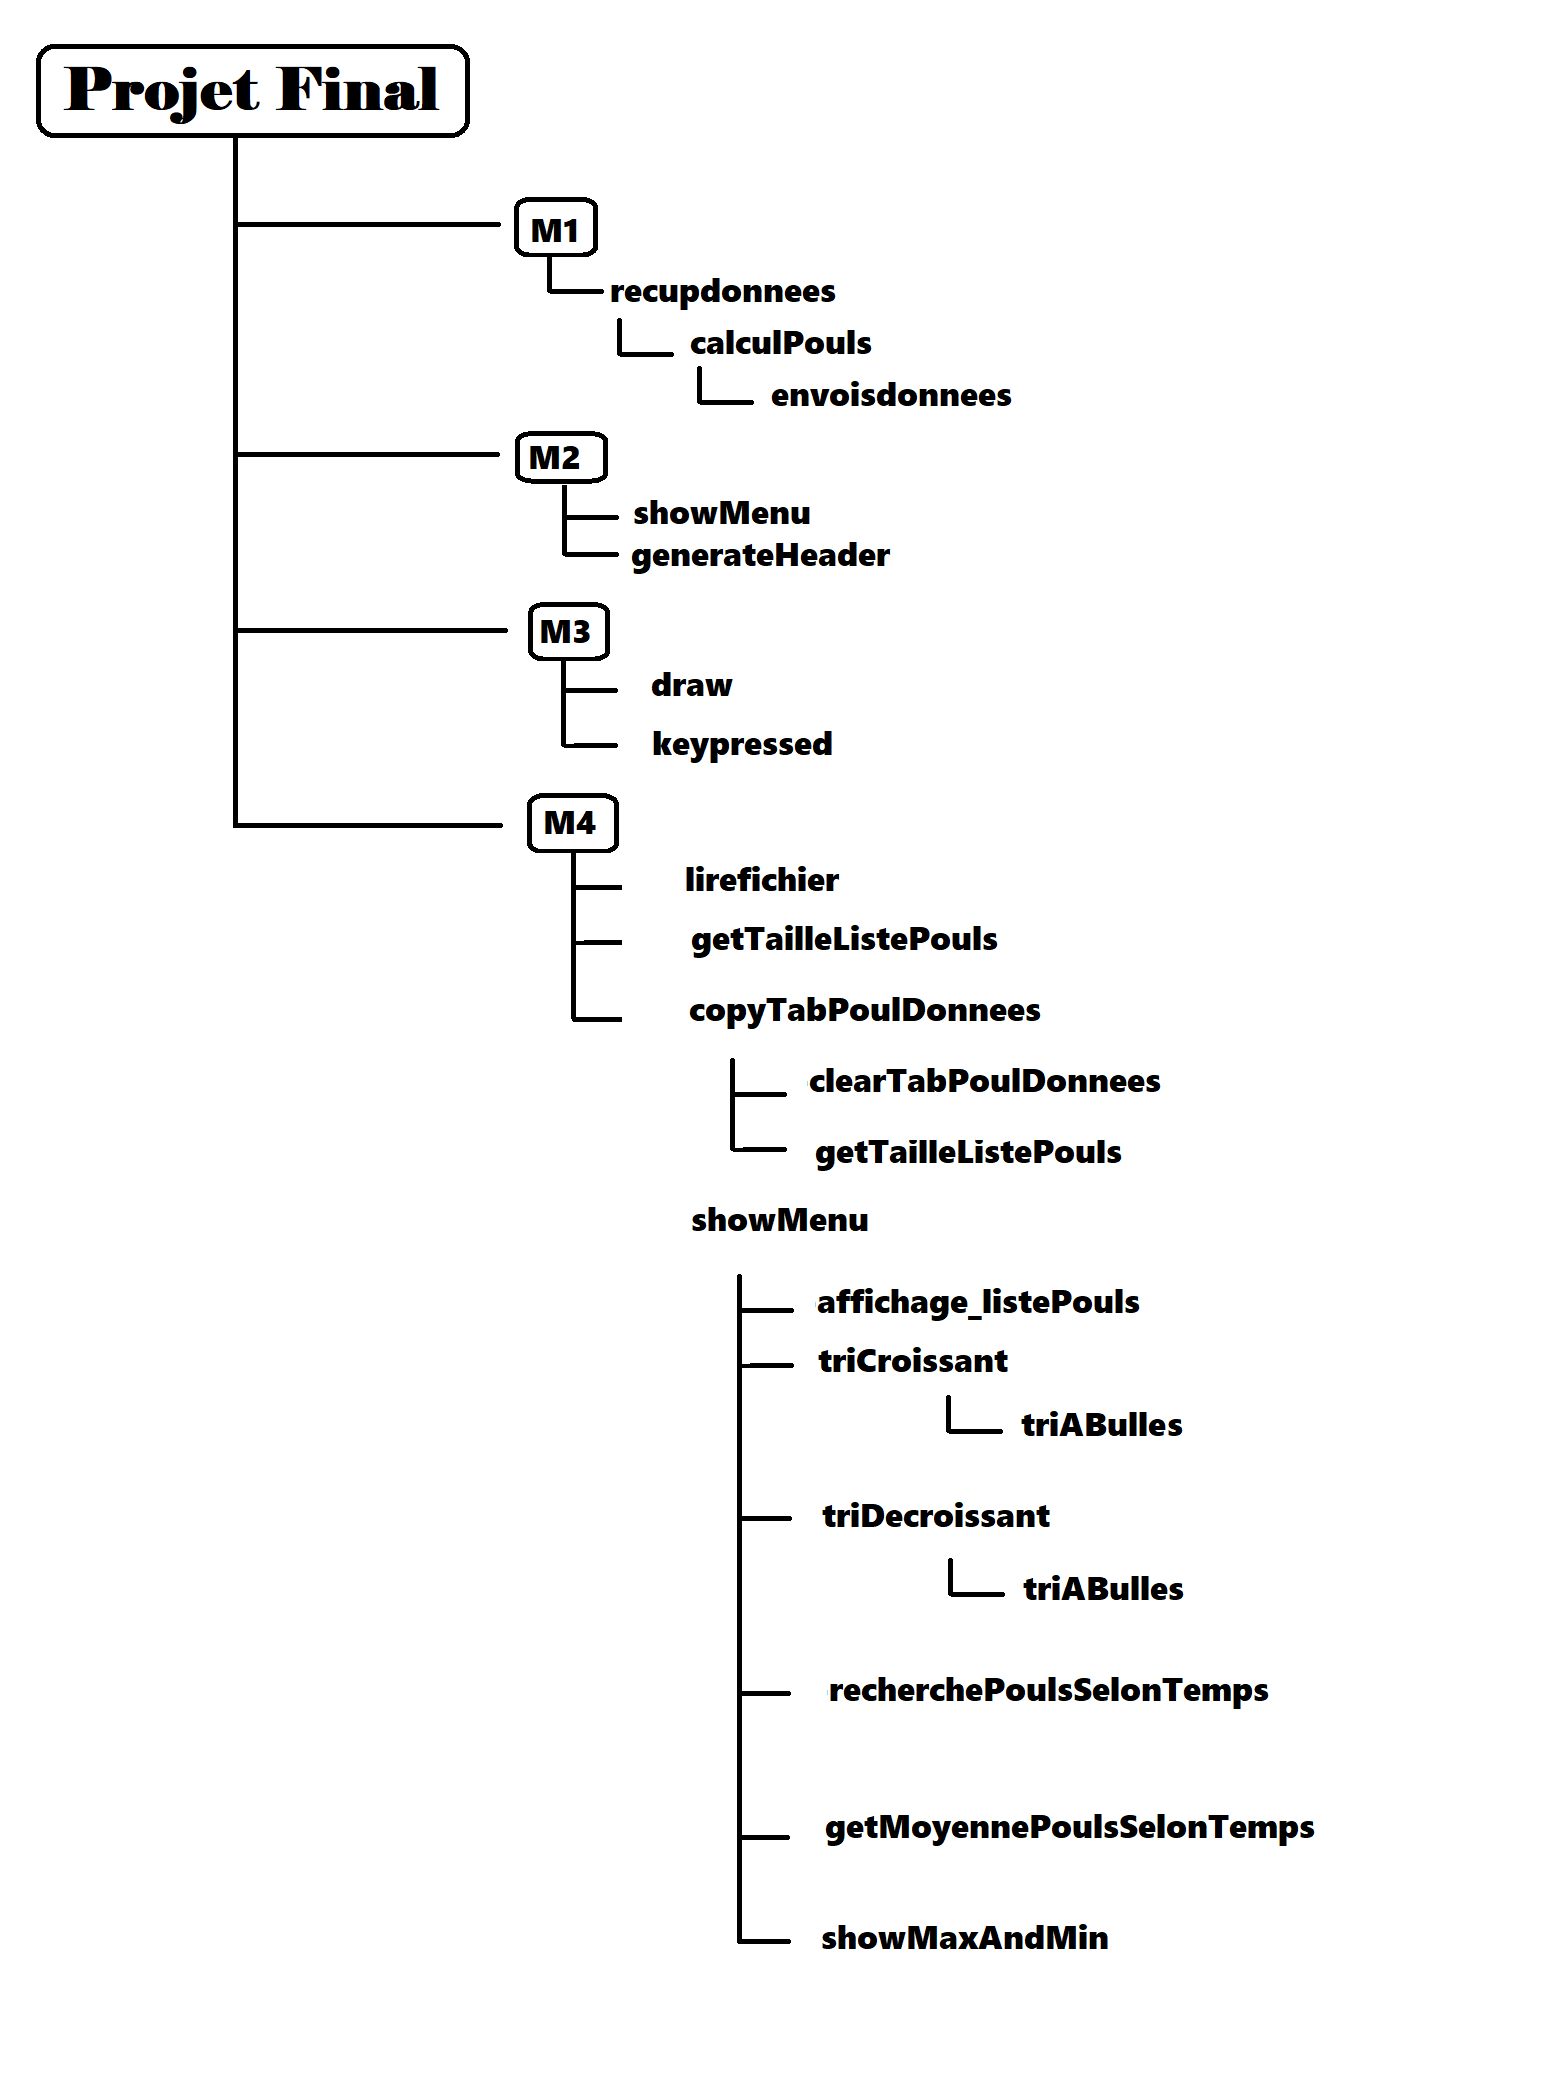 Projet Final
M1
recupdonnees
calculPouls
envoisdonnees
M2
showMenu
generateHeader
M3
draw
keypressed
M4
lirefichier
getTailleListePouls
copyTabPoulDonnees
clearTabPoulDonnees
getTailleListePouls
showMenu
affichage_listePouls
triCroissant
triABulles
triDecroissant
triABulles
recherchePoulsSelonTemps
getMoyennePoulsSelonTemps
showMaxAndMin